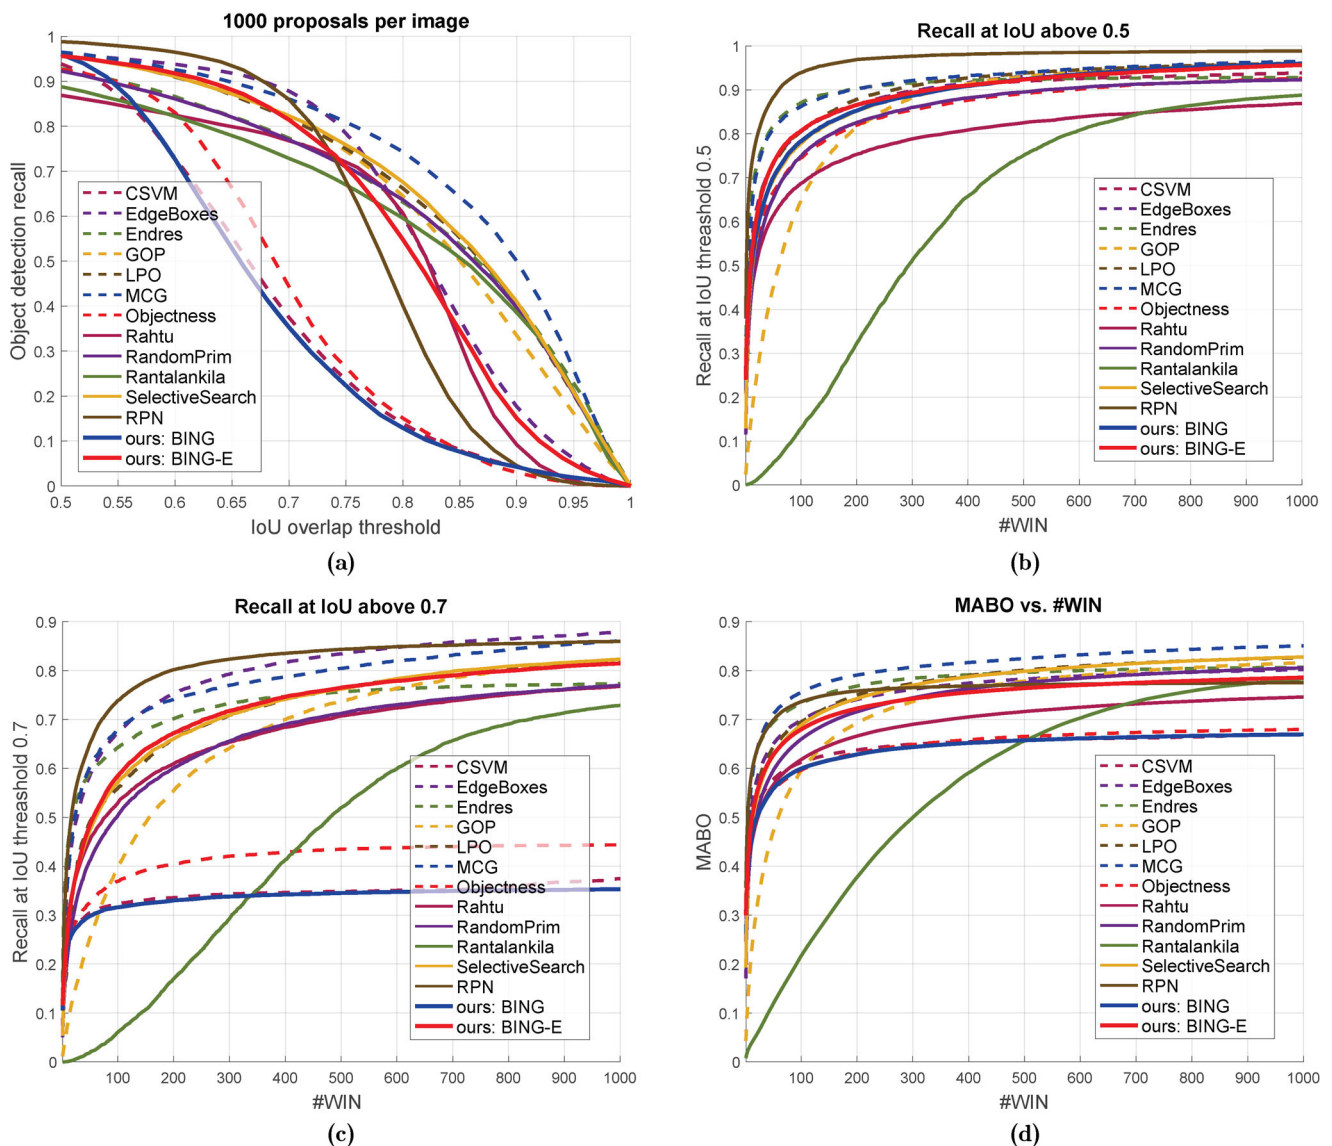 1000 proposals per image
Object detection recall
1
0.9
0.8
0.7
0.6
0.5
0.4
0.3
0.2
0.1
0
CSVM
EdgeBoxes
Endres
GOP
LPO
MCG
Objectness
Rahtu
RandomPrim
Rantalankila
SelectiveSearch
RPN
ours: BING
ours: BING-E
0.5 0.55 0.6 0.65 0.7 0.75 0.8 0.85 0.9 0.95 1
IoU overlap threshold
(a)
Recall at IoU above 0.5
Recall at IoU threashold 0.5
1
0.9
0.8
0.7
0.6
0.5
0.4
0.3
0.2
0.1
0
CSVM
EdgeBoxes
Endres
GOP
LPO
MCG
Objectness
Rahtu
RandomPrim
Rantalankila
SelectiveSearch
RPN
ours: BING
ours: BING-E
100 200 300 400 500 600 700 800 900 1000
#WIN
(b)
Recall at IoU above 0.7
Recall at IoU threashold 0.7
0.9
0.8
0.7
0.6
0.5
0.4
0.3
0.2
0.1
0
CSVM
EdgeBoxes
Endres
GOP
LPO
MCG
Objectness
Rahtu
RandomPrim
Rantalankila
SelectiveSearch
RPN
ours: BING
ours: BING-E
100 200 300 400 500 600 700 800 900 1000
#WIN
(c)
MABO vs. #WIN
MABO
0.9
0.8
0.7
0.6
0.5
0.4
0.3
0.2
0.1
0
CSVM
EdgeBoxes
Endres
GOP
LPO
MCG
Objectness
Rahtu
RandomPrim
Rantalankila
SelectiveSearch
RPN
ours: BING
ours: BING-E
100 200 300 400 500 600 700 800 900 1000
#WIN
(d)